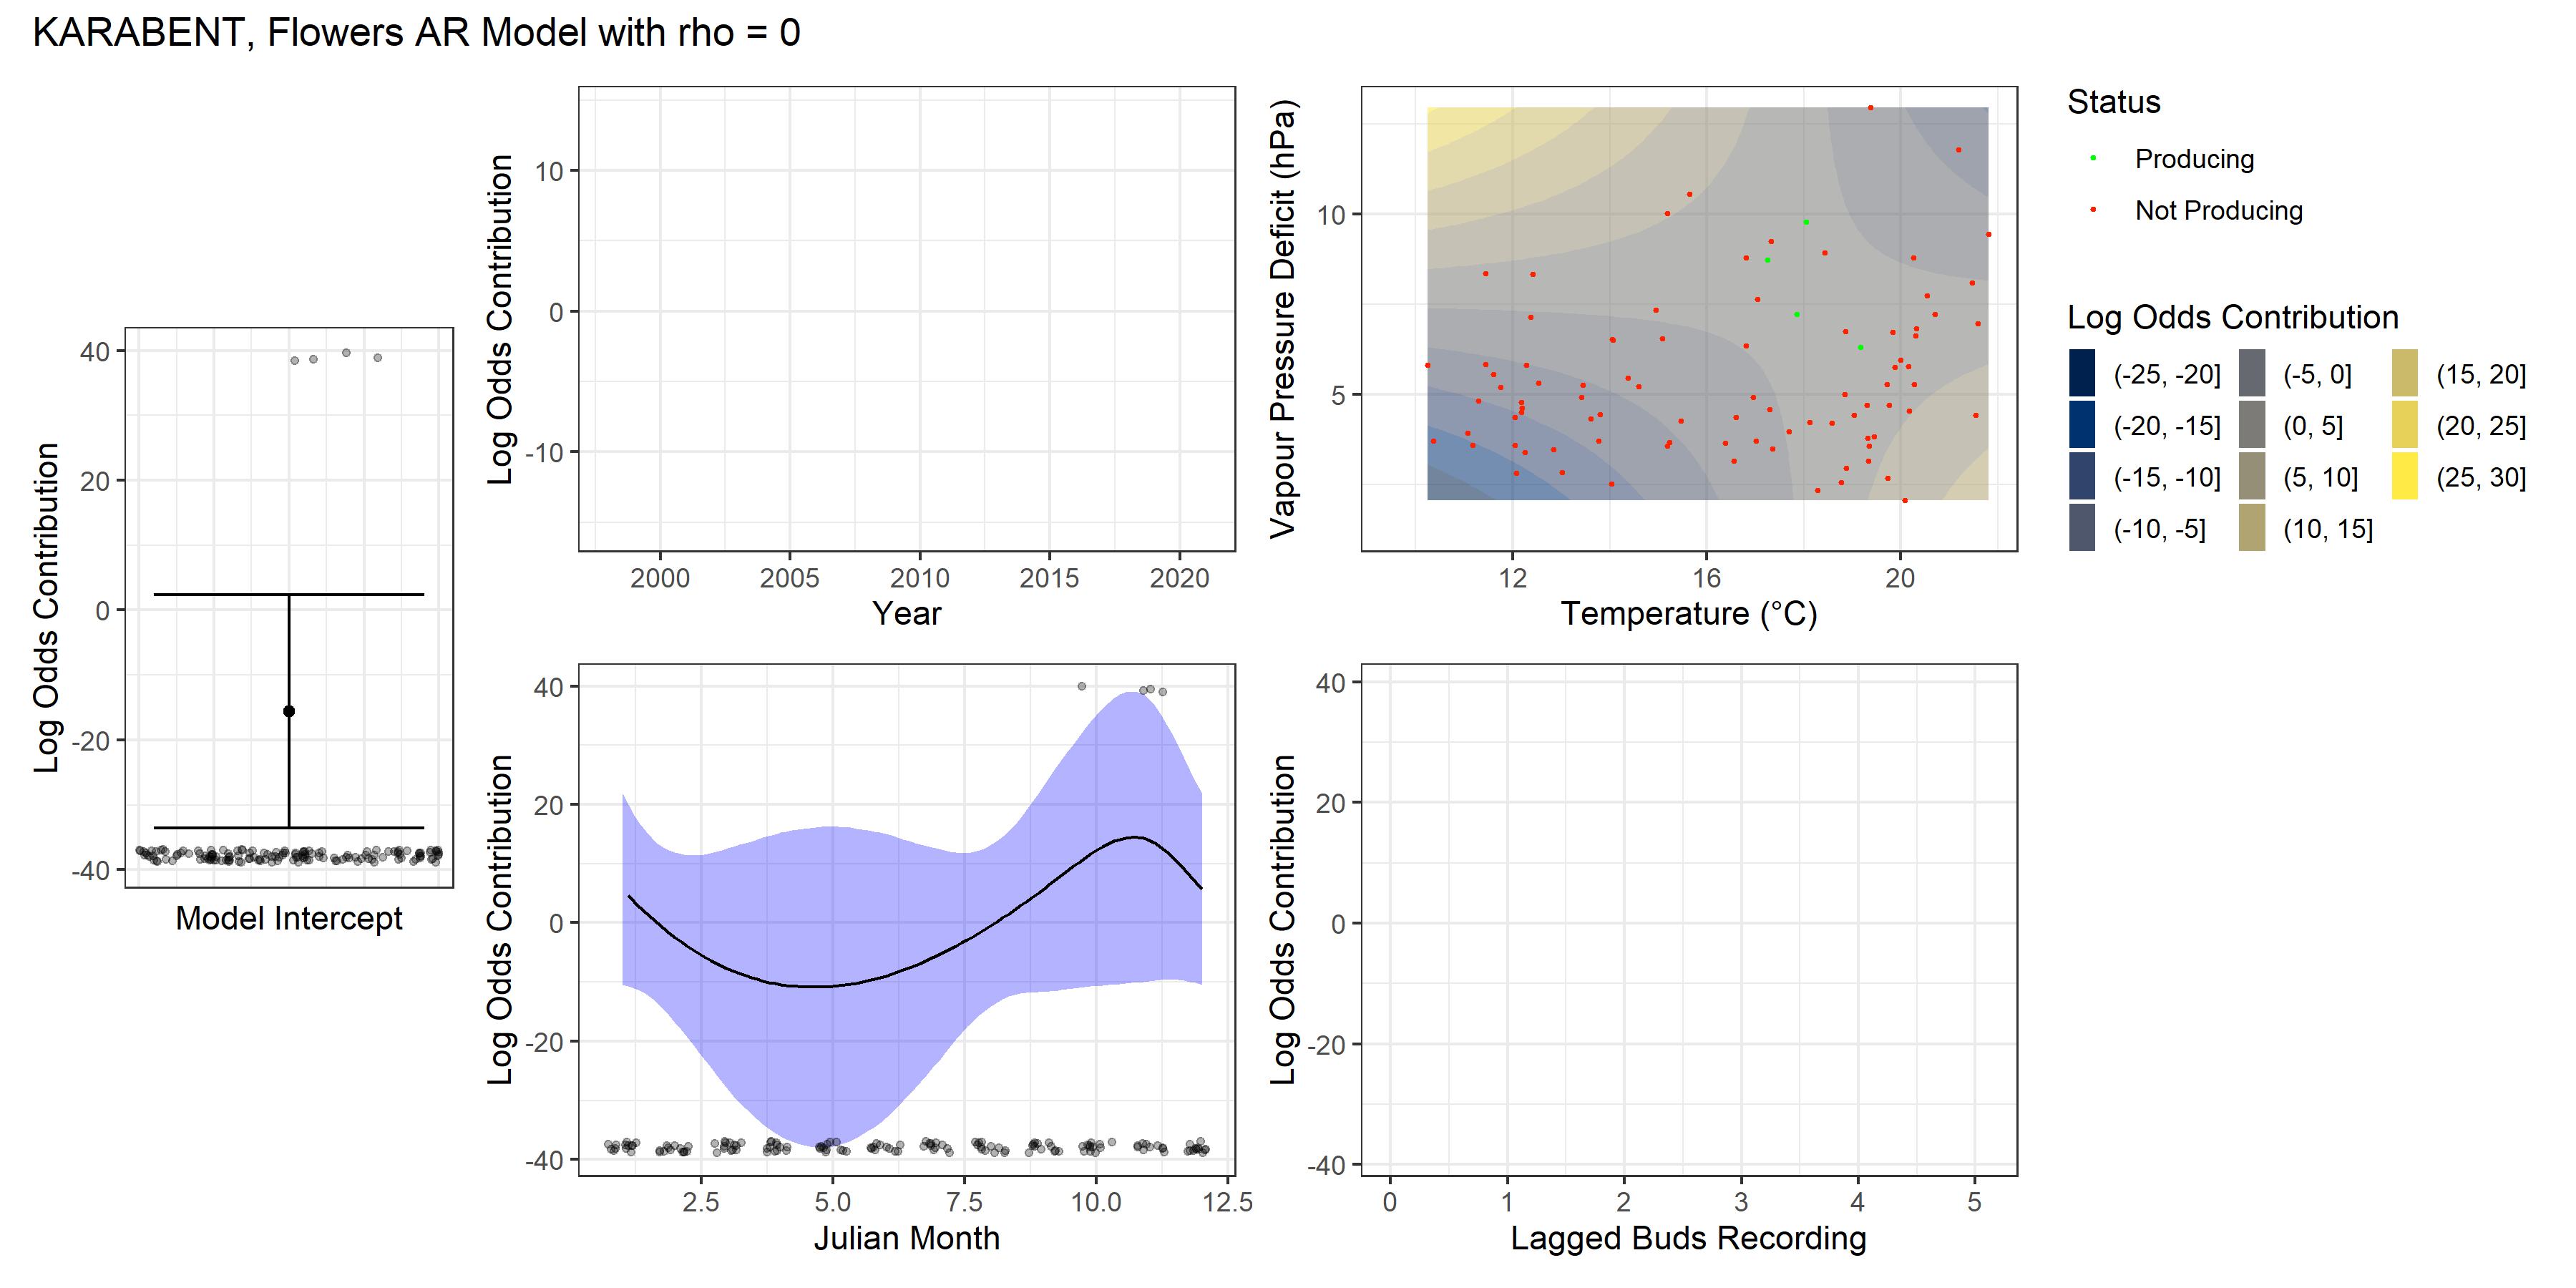 KARABENT, Flowers AR Model with rho = 0
Log Odds Contribution
40
20
0
-20
-40
Model Intercept
Log Odds Contribution
10
0
-10
2000 2005 2010 2015 2020
Year
Vapour Pressure Deficit (hPa)
10
5
12 16 20
Temperature (°C)
Status
Producing
Not Producing
Log Odds Contribution
(-25, -20] (-5, 0] (15, 20]
(-20, -15] (0, 5] (20, 25]
(-15, -10] (5, 10] (25, 30]
(-10, -5] (10, 15]
Log Odds Contribution
40
20
0
-20
-40
2.5 5.0 7.5 10.0 12.5
Julian Month
Log Odds Contribution
40
20
0
-20
-40
0 1 2 3 4 5
Lagged Buds Recording